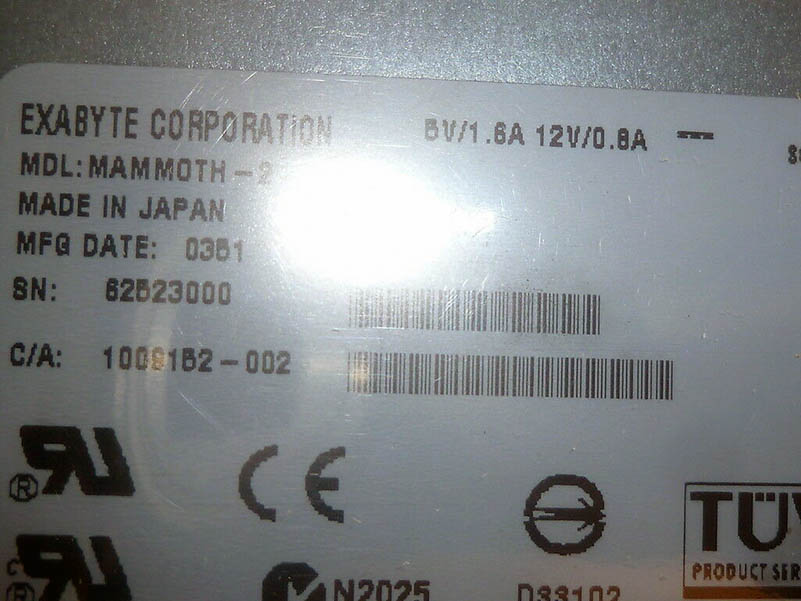 EXABYTE CORPORATION 5V/1.6A 12V/0.8A
MDL: MAMMOTH-2
MADE IN JAPAN
MFG DATE: 0351
SN: 62523000
C/A: 1009152-002
CE
TÜV
PRODUCT SER
N2025 D33102